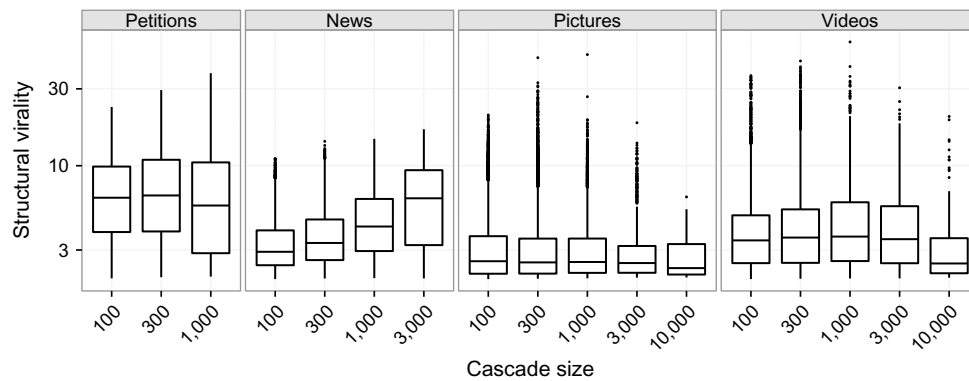 Petitions News Pictures Videos
Structural virality
30
10
3
100 300 1,000 100 300 1,000 3,000 100 300 1,000 3,000 10,000 100 300 1,000 3,000 10,000
Cascade size